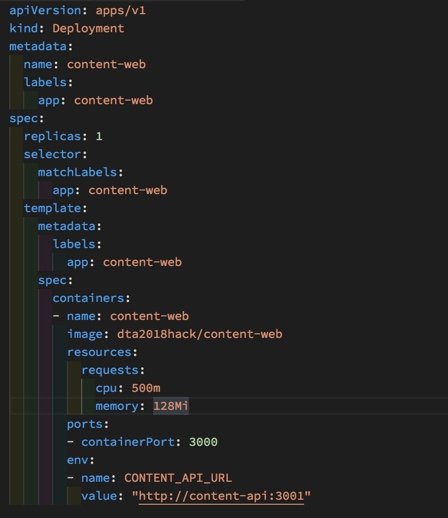 apiVersion: apps/v1
kind: Deployment
metadata:
  name: content-web
  labels:
    app: content-web
spec:
  replicas: 1
  selector:
    matchLabels:
      app: content-web
  template:
    metadata:
      labels:
        app: content-web
    spec:
      containers:
      - name: content-web
        image: dta2018hack/content-web
        resources:
          requests:
            cpu: 500m
            memory: 128Mi
        ports:
        - containerPort: 3000
        env:
        - name: CONTENT_API_URL
          value: "http://content-api:3001"